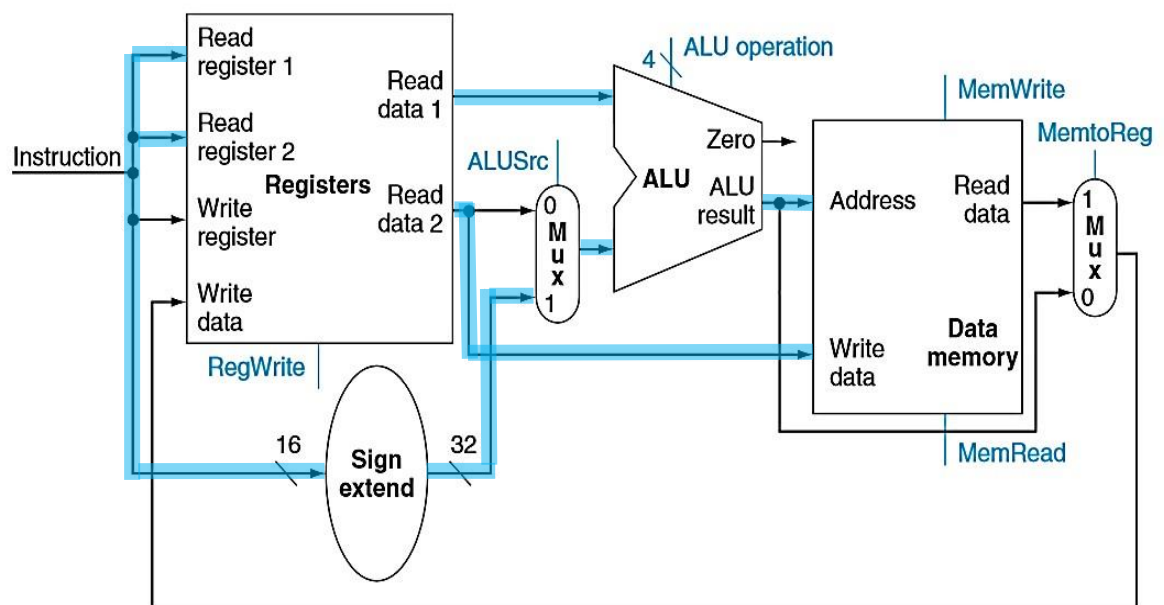 Read
register 1
Read
register 2
Instruction
Registers
Write
register
Write
data
RegWrite
Read
data 1
Read
data 2
16
Sign
extend
32
ALUSrc
0
M
u
x
1
4
ALU operation
Zero
ALU
ALU
result
MemWrite
Address
Read
data
Write
data
Data
memory
MemRead
MemtoReg
1
M
u
x
0